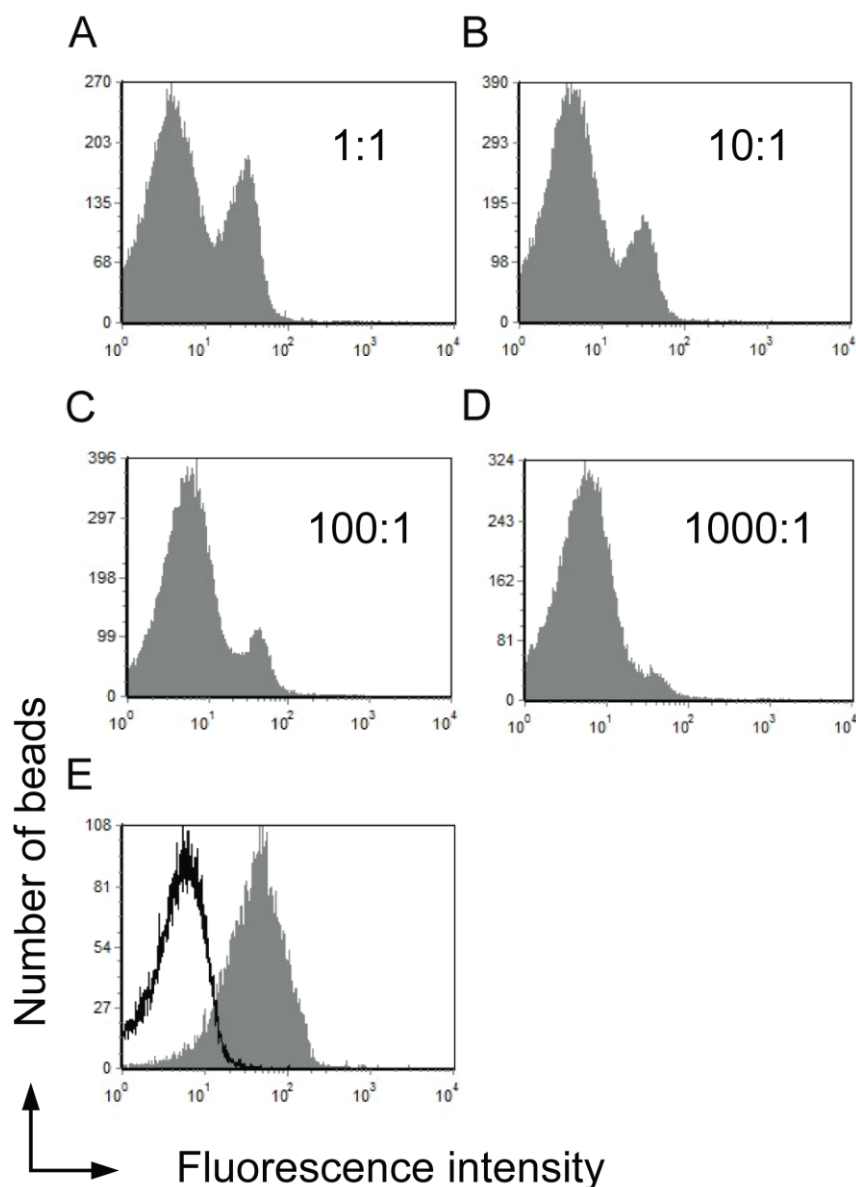 A
270
203
135
68
0
1:1
10⁰ 10¹ 10² 10³ 10⁴
B
390
293
195
98
0
10:1
10⁰ 10¹ 10² 10³ 10⁴
C
396
297
198
99
0
100:1
10⁰ 10¹ 10² 10³ 10⁴
D
324
243
162
81
0
1000:1
10⁰ 10¹ 10² 10³ 10⁴
E
108
81
54
27
0
10⁰ 10¹ 10² 10³ 10⁴
Number of beads
Fluorescence intensity